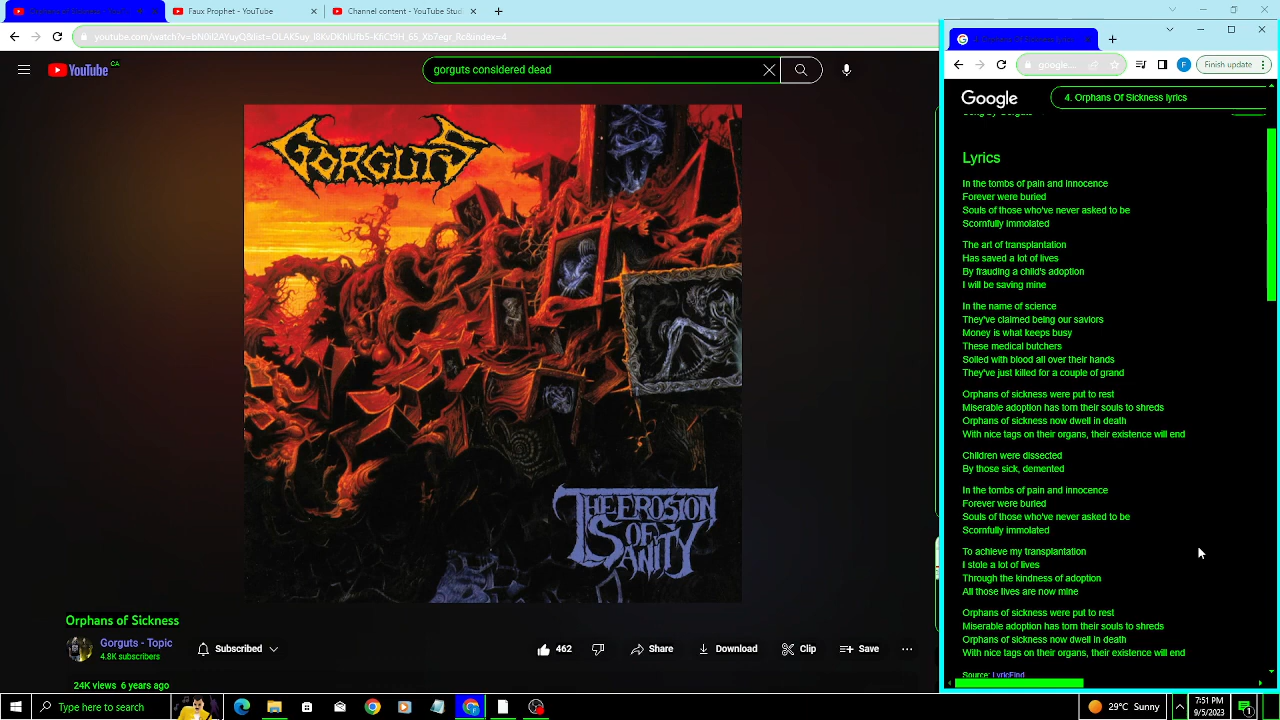 Faux Prophet - YouTube
Channel content - YouTube Stud
YouTube CA
gorguts considered dead
GORGUTS
THE EROSION
OF
SANITY
Orphans of Sickness
Gorguts - Topic
4.8K subscribers
Subscribed
462
Share
Download
Clip
Save
24K views 6 years ago
google...
F
Finish update
Google
4. Orphans Of Sickness lyrics
Song by Gorguts
Lyrics
In the tombs of pain and innocence
Forever were buried
Souls of those who've never asked to be
Scornfully immolated
The art of transplantation
Has saved a lot of lives
By frauding a child's adoption
I will be saving mine
In the name of science
They've claimed being our saviors
Money is what keeps busy
These medical butchers
Soiled with blood all over their hands
They've just killed for a couple of grand
Orphans of sickness were put to rest
Miserable adoption has torn their souls to shreds
Orphans of sickness now dwell in death
With nice tags on their organs, their existence will end
Children were dissected
By those sick, demented
In the tombs of pain and innocence
Forever were buried
Souls of those who've never asked to be
Scornfully immolated
To achieve my transplantation
I stole a lot of lives
Through the kindness of adoption
All those lives are now mine
Orphans of sickness were put to rest
Miserable adoption has torn their souls to shreds
Orphans of sickness now dwell in death
With nice tags on their organs, their existence will end
Source: LyricFind
Type here to search
29°C Sunny
7:51 PM
9/5/2023
1